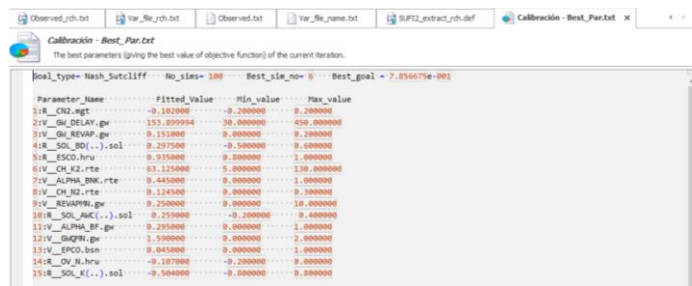 Observed_rch.txt Var_file_rch.txt Observed.txt Var_file_name.txt SUFI2_extract_rch.def Calibración - Best_Par.txt x
Calibración - Best_Par.txt
The best parameters (giving the best value of objective function) of the current iteration.
Goal_type= Nash_Sutcliff No_sims= 100 Best_sim_no= 6 Best_goal = 7.856675e-001
Parameter_Name Fitted_Value Min_value Max_value
1:R__CN2.mgt -0.102000 -0.200000 0.200000
2:V__GW_DELAY.gw 153.899994 30.000000 450.000000
3:V__GW_REVAP.gw 0.151000 0.000000 0.200000
4:R__SOL_BD(..).sol 0.297500 -0.500000 0.600000
5:R__ESCO.hru 0.935000 0.800000 1.000000
6:V__CH_K2.rte 63.125000 5.000000 130.000000
7:V__ALPHA_BNK.rte 0.445000 0.000000 1.000000
8:V__CH_N2.rte 0.124500 0.000000 0.300000
9:V__REVAPMN.gw 0.250000 0.000000 10.000000
10:R__SOL_AWC(..).sol 0.259000 -0.200000 0.400000
11:V__ALPHA_BF.gw 0.295000 0.000000 1.000000
12:V__GWQMN.gw 1.590000 0.000000 2.000000
13:V__EPCO.bsn 0.045000 0.000000 1.000000
14:R__OV_N.hru -0.107000 -0.200000 0.000000
15:R__SOL_K(..).sol -0.504000 -0.800000 0.800000